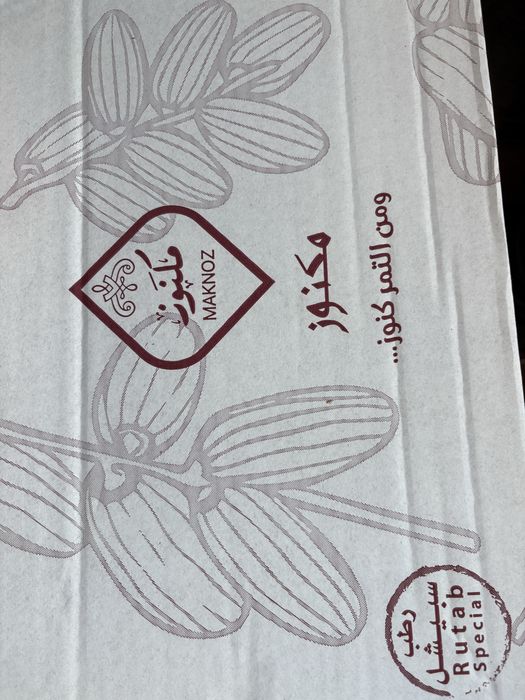 مكنوز
MAKNOZ
مكنوز
ومن التمر كنوز...
رطب
سبيشل
Rutab
Special